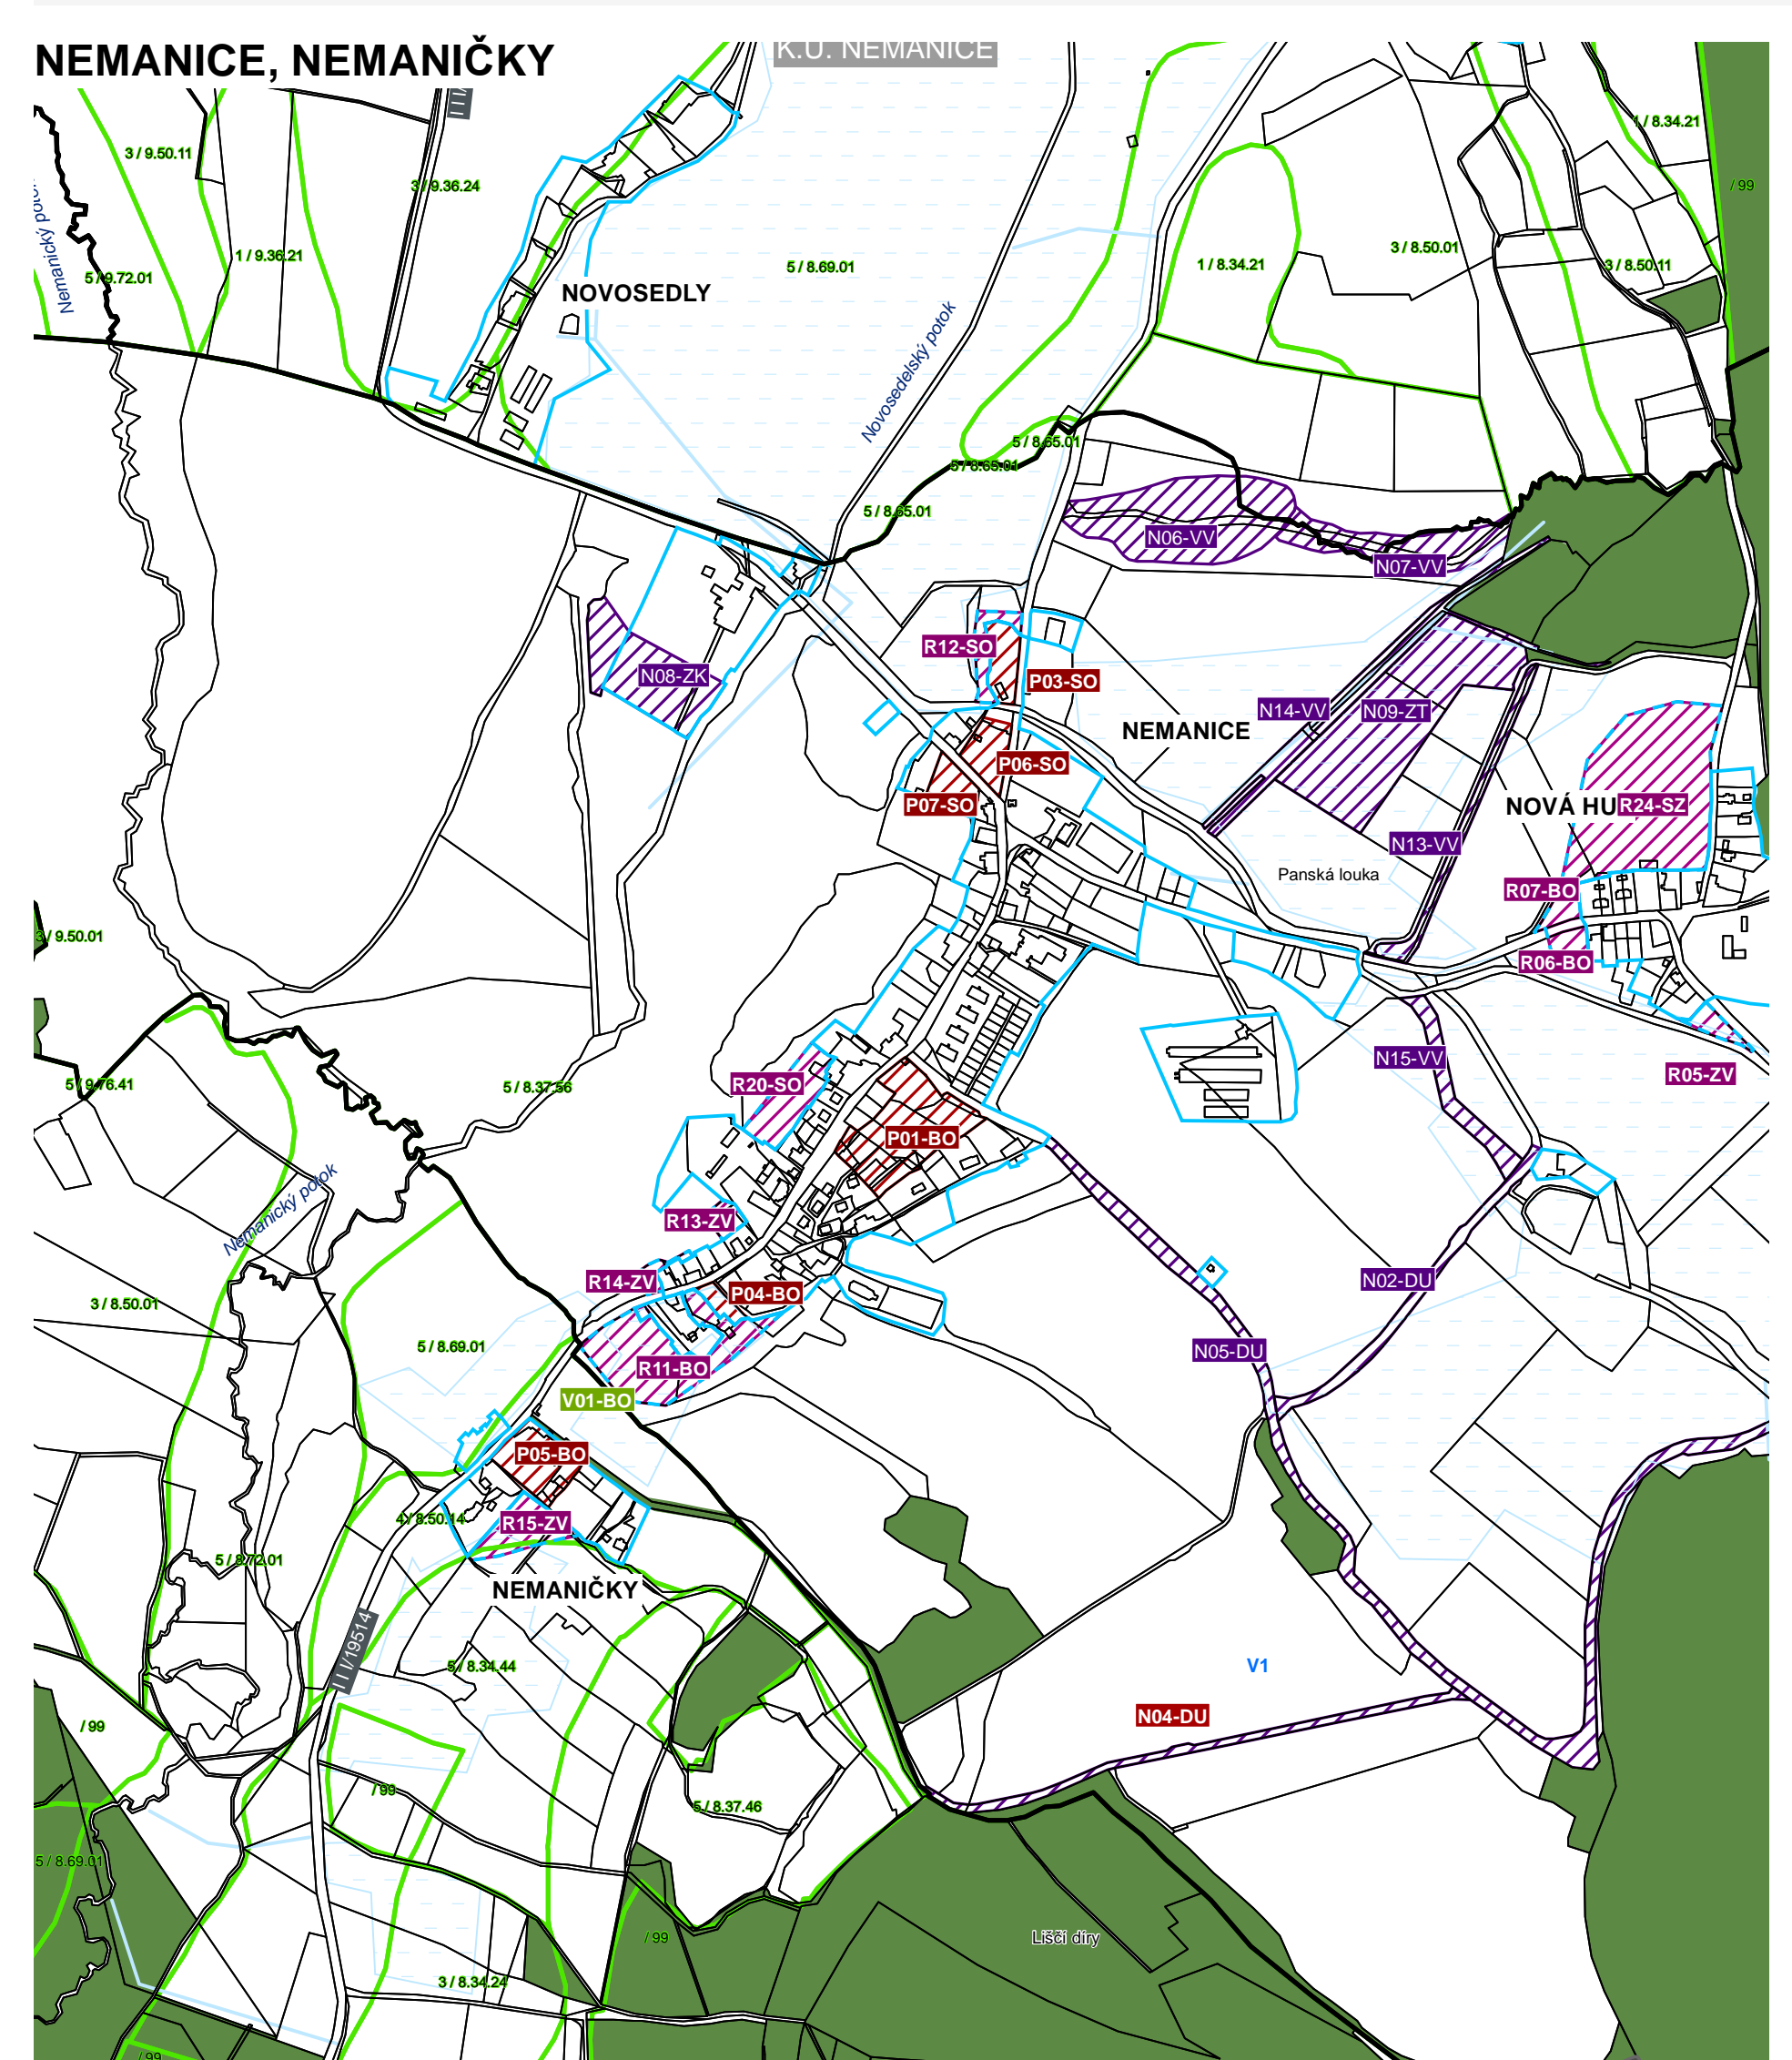 NEMANICE, NEMANIČKY
K.Ú. NEMANICE
3 / 9.50.11
3 / 9.36.24
1 / 8.34.21
/ 99
Nemanický potok
1 / 9.36.21
5 / 9.72.01
5 / 8.69.01
1 / 8.34.21
3 / 8.50.01
3 / 8.50.11
NOVOSEDLY
Novosedelský potok
5 / 8.65.01
5 / 8.65.01
5 / 8.65.01
N06-VV
N07-VV
R12-SO
N08-ZK
P03-SO
N14-VV
N09-ZT
NEMANICE
P06-SO
P07-SO
NOVÁ HU
R24-SZ
N13-VV
Panská louka
R07-BO
3 / 9.50.01
R06-BO
N15-VV
R05-ZV
5 / 9.76.41
5 / 8.37.56
R20-SO
P01-BO
Nemanický potok
R13-ZV
R14-ZV
P04-BO
N02-DU
3 / 8.50.01
5 / 8.69.01
R11-BO
N05-DU
V01-BO
P05-BO
4 / 8.50.14
R15-ZV
5 / 8.72.01
NEMANIČKY
I I I/19514
5 / 8.34.44
V1
N04-DU
/ 99
/ 99
5 / 8.37.46
5 / 8.69.01
/ 99
Liščí díry
3 / 8.34.24
/ 99